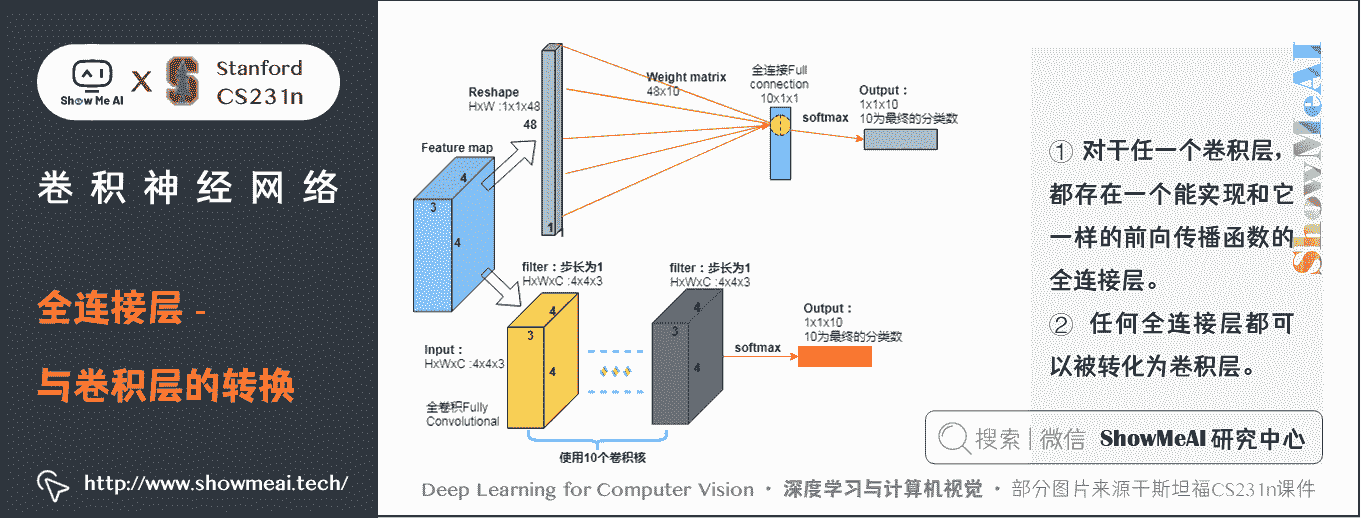 Show Me AI
X
S
Stanford
CS231n
卷积神经网络
全连接层 -
与卷积层的转换
http://www.showmeai.tech/
Reshape
HxW :1x1x48
48
1
Weight matrix
48x10
全连接Full
connection
10x1x1
softmax
Output：
1x1x10
10为最终的分类数
Feature map
4
3
4
filter：步长为1
HxWxC :4x4x3
filter：步长为1
HxWxC :4x4x3
4
3
4
4
3
4
Input：
HxWxC :4x4x3
全卷积Fully
Convolutional
使用10个卷积核
softmax
Output：
1x1x10
10为最终的分类数
① 对于任一个卷积层，
都存在一个能实现和它
一样的前向传播函数的
全连接层。
② 任何全连接层都可
以被转化为卷积层。
ShowMeAI
搜索 | 微信 ShowMeAI 研究中心
Deep Learning for Computer Vision · 深度学习与计算机视觉 · 部分图片来源于斯坦福CS231n课件